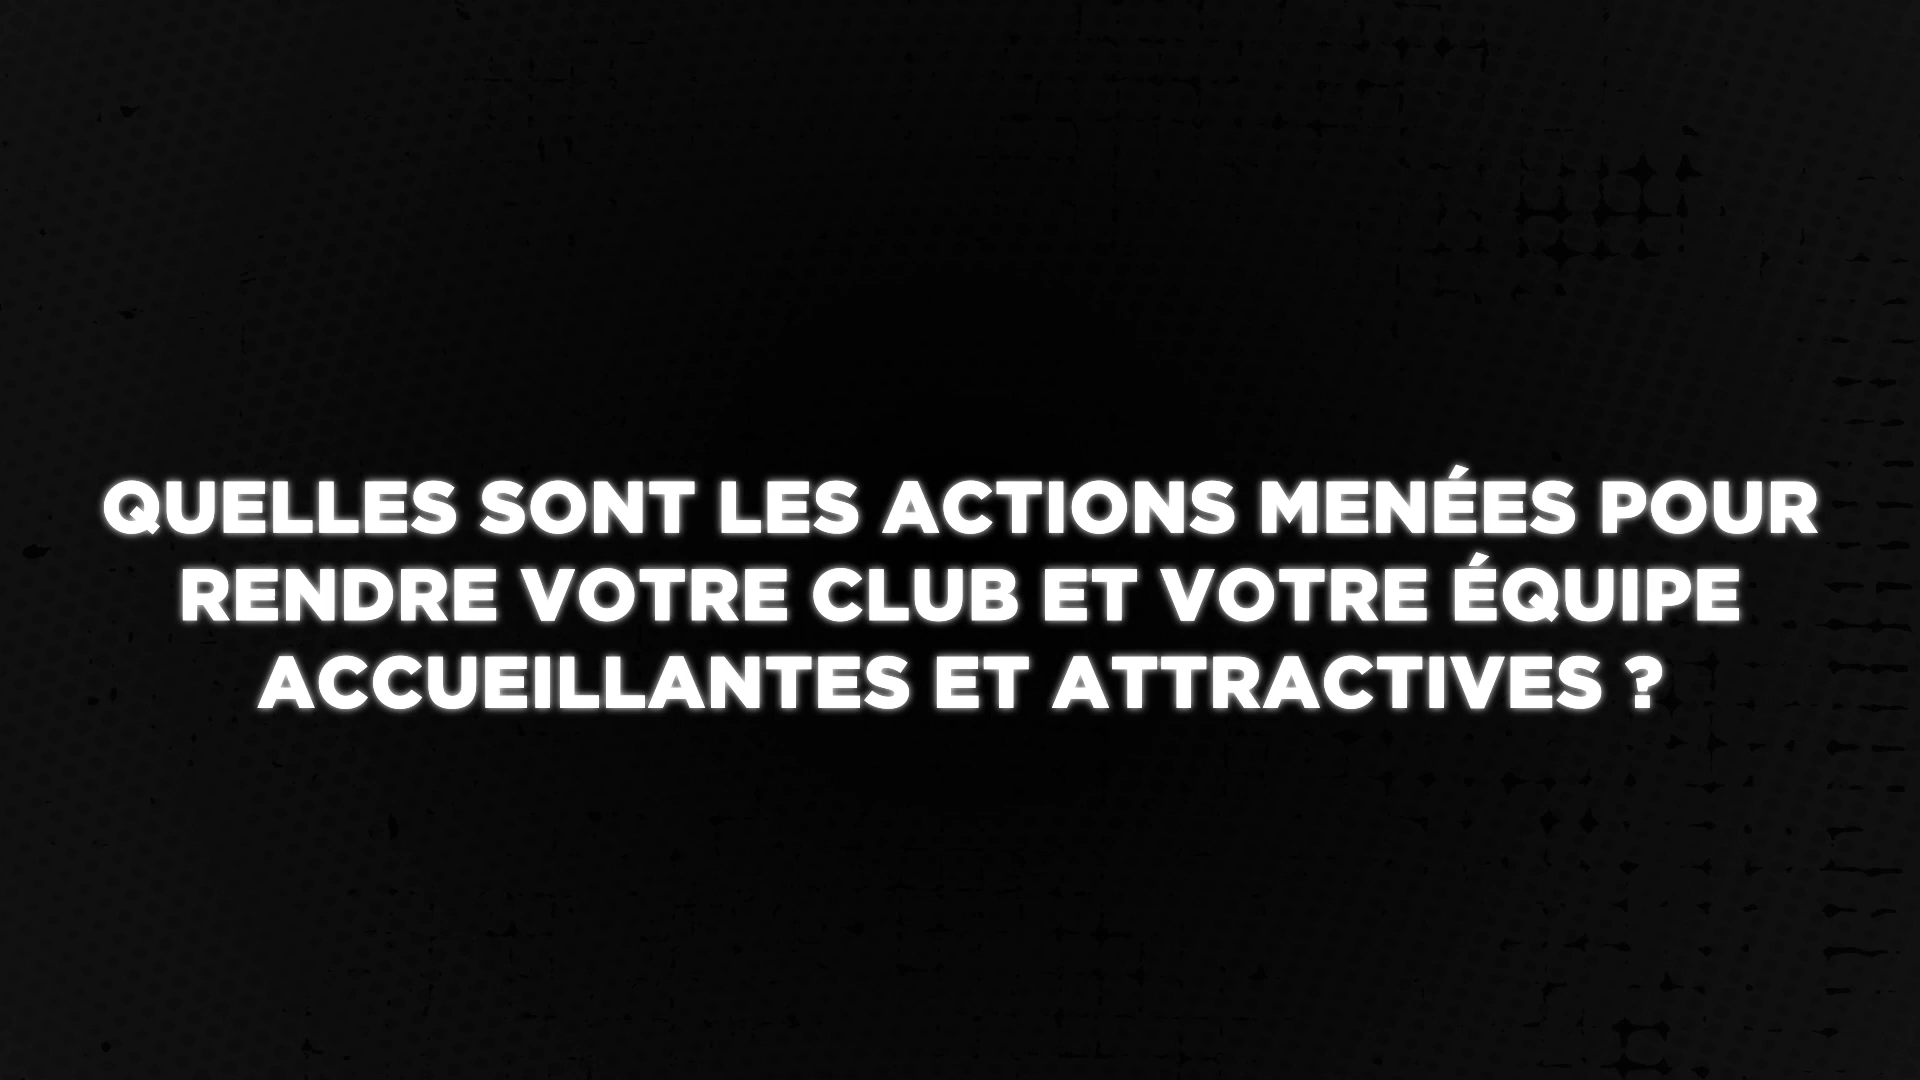 QUELLES SONT LES ACTIONS MENÉES POUR
RENDRE VOTRE CLUB ET VOTRE ÉQUIPE
ACCUEILLANTES ET ATTRACTIVES ?